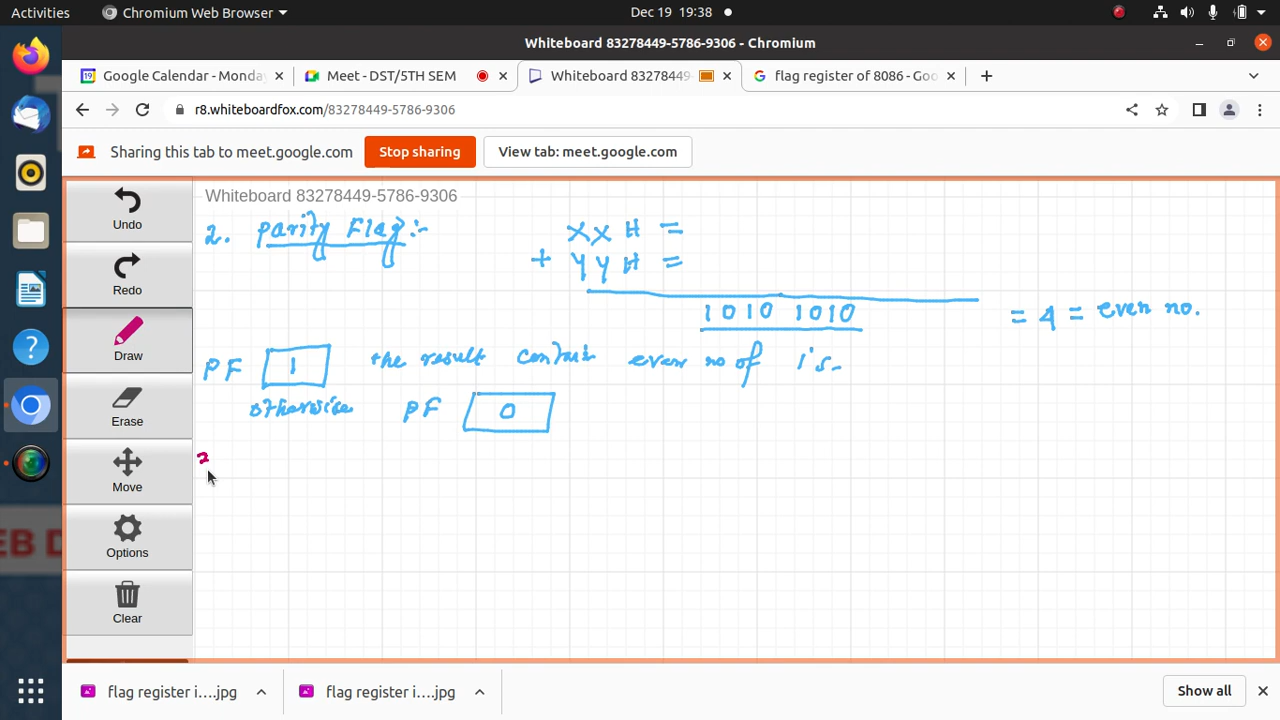 Activities
Chromium Web Browser
Dec 19 19:38
Whiteboard 83278449-5786-9306 - Chromium
Google Calendar - Monda
Meet - DST/5TH SEM
Whiteboard 83278449
flag register of 8086 - Goo
r8.whiteboardfox.com/83278449-5786-9306
Sharing this tab to meet.google.com
Stop sharing
View tab: meet.google.com
Whiteboard 83278449-5786-9306
Undo
Redo
Draw
Erase
Move
Options
Clear
2. Parity Flag:-
XX H =
+ YY H =
1010 1010 = 4 = even no.
PF 1 the result even no of 1's.
otherwise PF 0
flag register i....jpg
flag register i....jpg
Show all